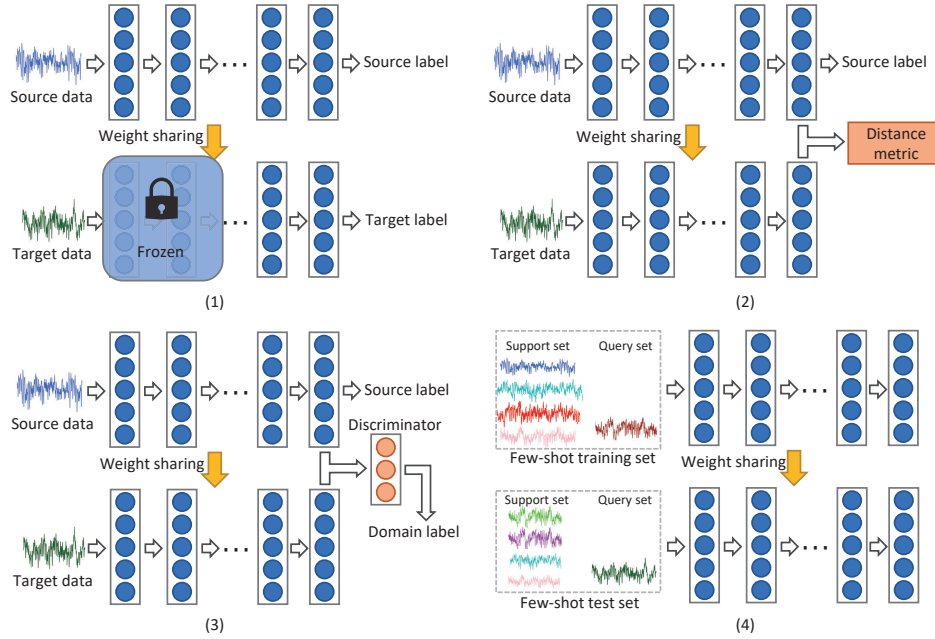 Source data
Source label
Weight sharing
Target data
Frozen
Target label
(1)
Source data
Source label
Weight sharing
Distance
metric
Target data
(2)
Source data
Source label
Discriminator
Weight sharing
Domain label
Target data
(3)
Support set
Query set
Few-shot training set
Weight sharing
Support set
Query set
Few-shot test set
(4)